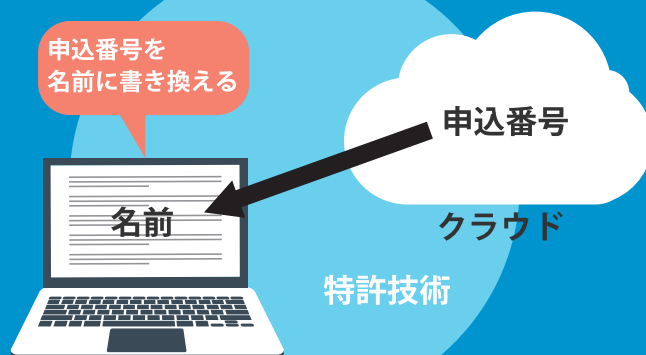 申込番号を
名前に書き換える
申込番号
名前
クラウド
特許技術